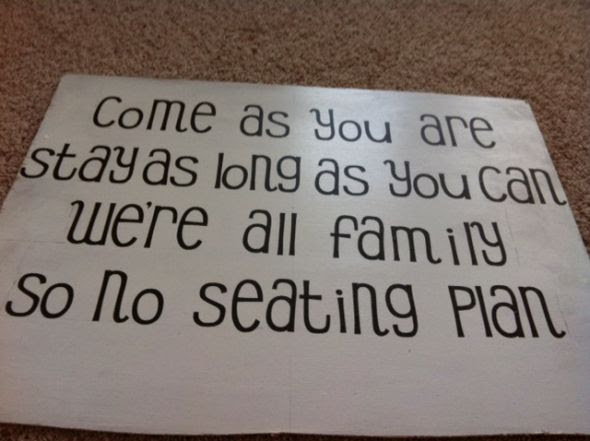 Come as you are
stay as long as you can
we're all family
so no seating Plan